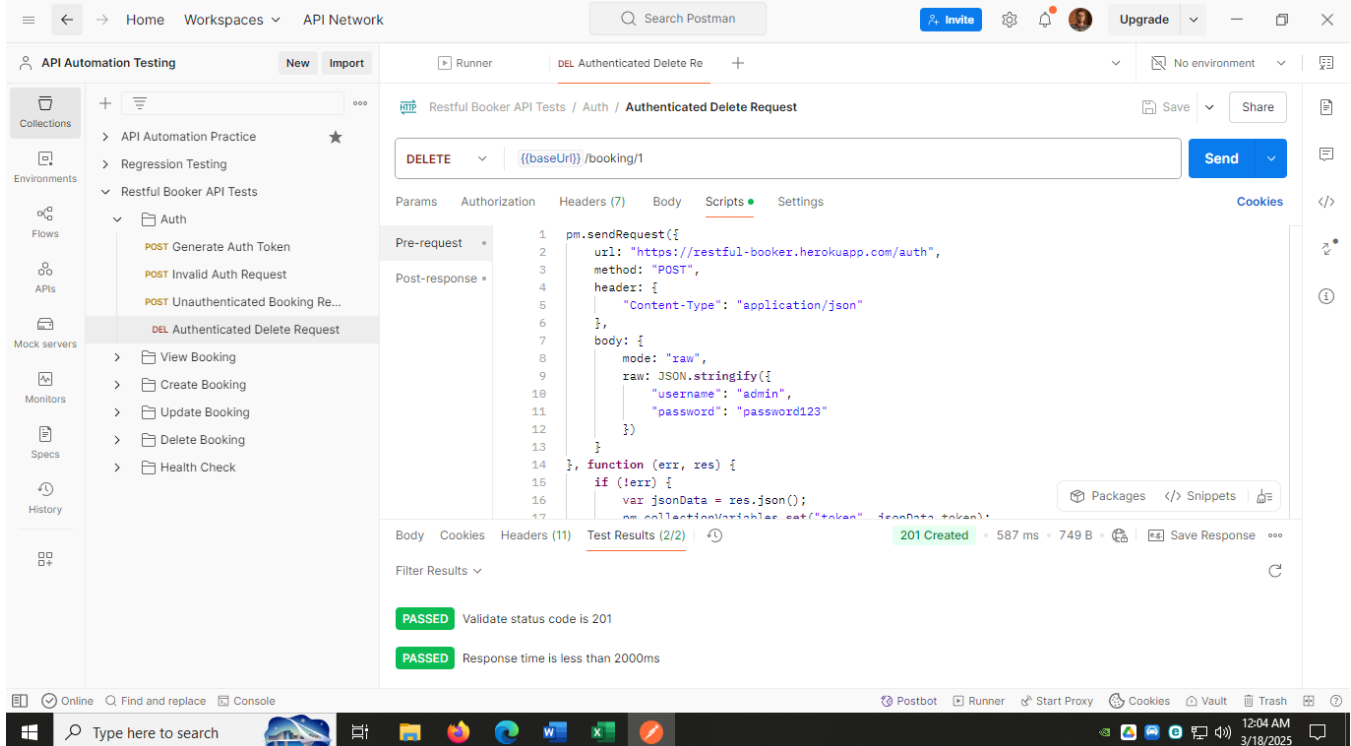 Home Workspaces API Network Search Postman Invite Upgrade
API Automation Testing New Import Runner DEL Authenticated Delete Re No environment
Collections
Environments
Flows
APIs
Mock servers
Monitors
Specs
History
API Automation Practice
Regression Testing
Restful Booker API Tests
Auth
POST Generate Auth Token
POST Invalid Auth Request
POST Unauthenticated Booking Re...
DEL Authenticated Delete Request
View Booking
Create Booking
Update Booking
Delete Booking
Health Check
HTTP Restful Booker API Tests / Auth / Authenticated Delete Request Save Share
DELETE {{baseUrl}} /booking/1 Send
Params Authorization Headers (7) Body Scripts Settings Cookies
Pre-request
Post-response
1 pm.sendRequest({
2 url: "https://restful-booker.herokuapp.com/auth",
3 method: "POST",
4 header: {
5 "Content-Type": "application/json"
6 },
7 body: {
8 mode: "raw",
9 raw: JSON.stringify({
10 "username": "admin",
11 "password": "password123"
12 })
13 }
14 }, function (err, res) {
15 if (!err) {
16 var jsonData = res.json();
17 pm.collectionVariables.set("token", jsonData.token);
Packages </> Snippets
Body Cookies Headers (11) Test Results (2/2) 201 Created 587 ms 749 B e.g. Save Response
Filter Results
PASSED Validate status code is 201
PASSED Response time is less than 2000ms
Online Find and replace Console Postbot Runner Start Proxy Cookies Vault Trash
Type here to search 12:04 AM
3/18/2025